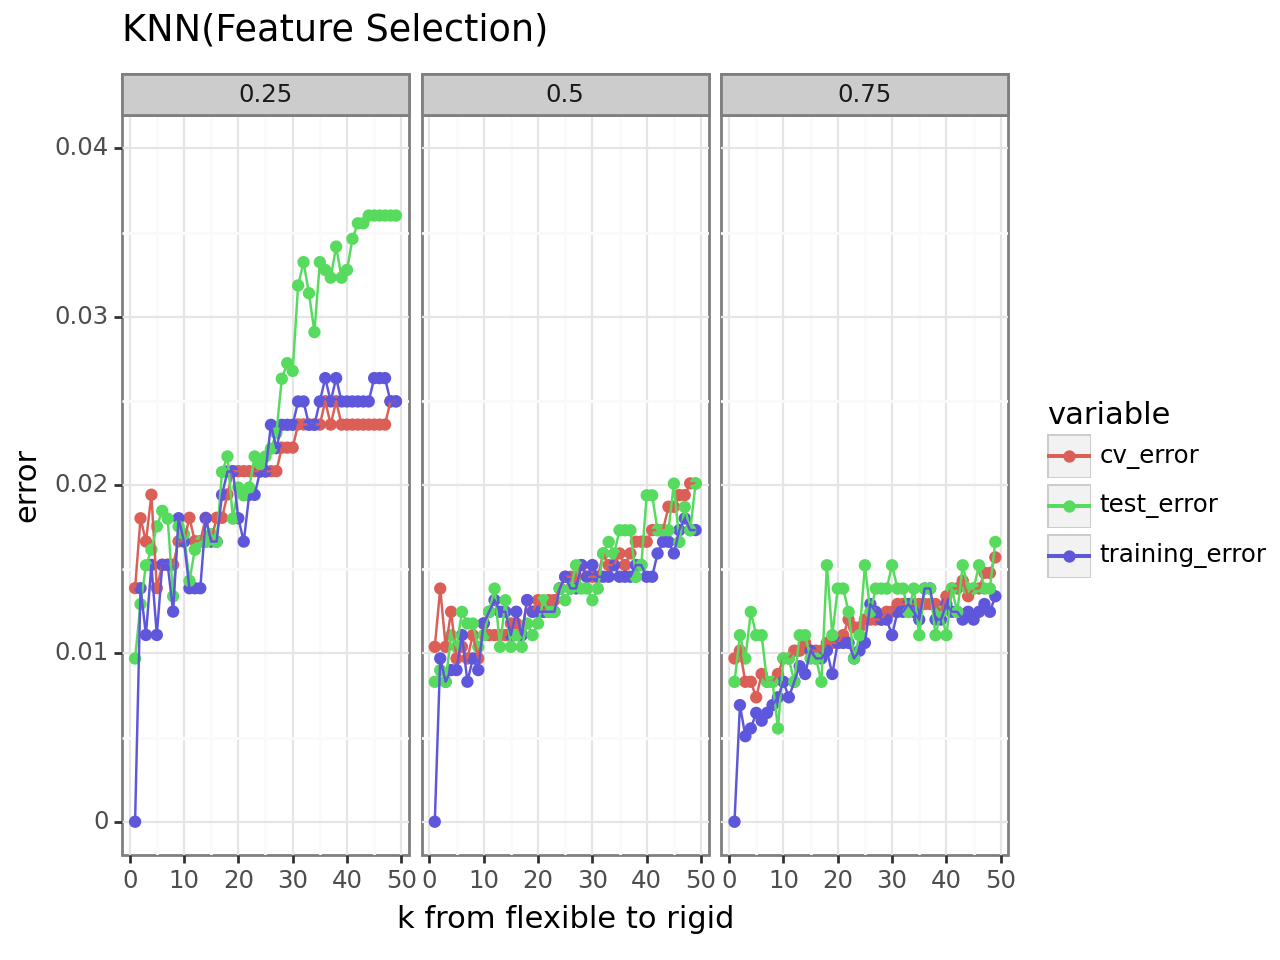 KNN(Feature Selection)
0.25 0.5 0.75
0.04
0.03
0.02
0.01
0
error
0 10 20 30 40 50 0 10 20 30 40 50 0 10 20 30 40 50
k from flexible to rigid
variable
cv_error
test_error
training_error